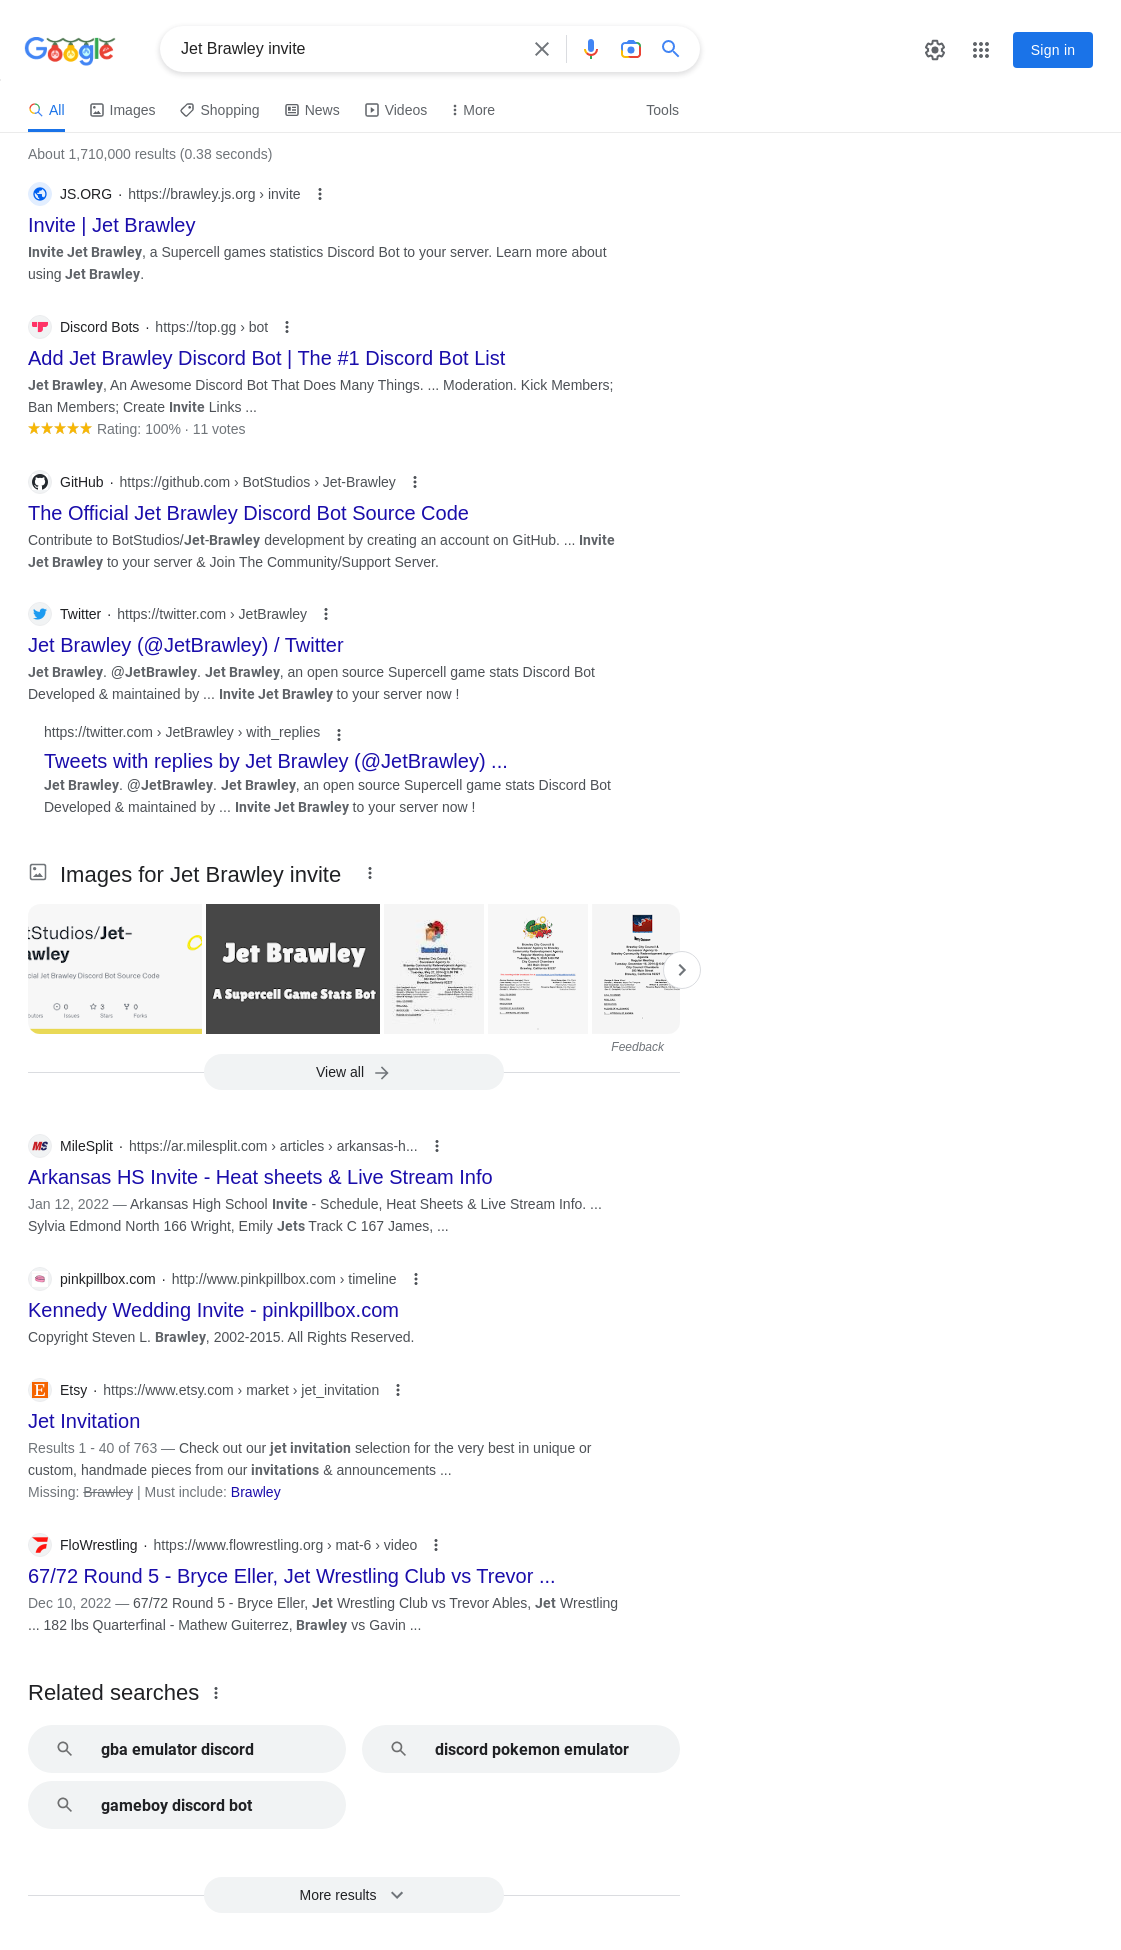 Google
Jet Brawley invite
Sign in
All
Images
Shopping
News
Videos
More
Tools
About 1,710,000 results (0.38 seconds)
JS.ORG · https://brawley.js.org › invite
Invite | Jet Brawley
Invite Jet Brawley, a Supercell games statistics Discord Bot to your server. Learn more about
using Jet Brawley.
Discord Bots · https://top.gg › bot
Add Jet Brawley Discord Bot | The #1 Discord Bot List
Jet Brawley, An Awesome Discord Bot That Does Many Things. ... Moderation. Kick Members;
Ban Members; Create Invite Links ...
Rating: 100% · 11 votes
GitHub · https://github.com › BotStudios › Jet-Brawley
The Official Jet Brawley Discord Bot Source Code
Contribute to BotStudios/Jet-Brawley development by creating an account on GitHub. ... Invite
Jet Brawley to your server & Join The Community/Support Server.
Twitter · https://twitter.com › JetBrawley
Jet Brawley (@JetBrawley) / Twitter
Jet Brawley. @JetBrawley. Jet Brawley, an open source Supercell game stats Discord Bot
Developed & maintained by ... Invite Jet Brawley to your server now !
https://twitter.com › JetBrawley › with_replies
Tweets with replies by Jet Brawley (@JetBrawley) ...
Jet Brawley. @JetBrawley. Jet Brawley, an open source Supercell game stats Discord Bot
Developed & maintained by ... Invite Jet Brawley to your server now !
Images for Jet Brawley invite
tStudios/Jet-
awley
cial Jet Brawley Discord Bot Source Code
0
3
0
Issues
Stars
Forks
Jet Brawley
A Supercell Game Stats Bot
Feedback
View all
MileSplit · https://ar.milesplit.com › articles › arkansas-h...
Arkansas HS Invite - Heat sheets & Live Stream Info
Jan 12, 2022 — Arkansas High School Invite - Schedule, Heat Sheets & Live Stream Info. ...
Sylvia Edmond North 166 Wright, Emily Jets Track C 167 James, ...
pinkpillbox.com · http://www.pinkpillbox.com › timeline
Kennedy Wedding Invite - pinkpillbox.com
Copyright Steven L. Brawley, 2002-2015. All Rights Reserved.
Etsy · https://www.etsy.com › market › jet_invitation
Jet Invitation
Results 1 - 40 of 763 — Check out our jet invitation selection for the very best in unique or
custom, handmade pieces from our invitations & announcements ...
Missing: Brawley | Must include: Brawley
FloWrestling · https://www.flowrestling.org › mat-6 › video
67/72 Round 5 - Bryce Eller, Jet Wrestling Club vs Trevor ...
Dec 10, 2022 — 67/72 Round 5 - Bryce Eller, Jet Wrestling Club vs Trevor Ables, Jet Wrestling
... 182 lbs Quarterfinal - Mathew Guiterrez, Brawley vs Gavin ...
Related searches
gba emulator discord
discord pokemon emulator
gameboy discord bot
More results